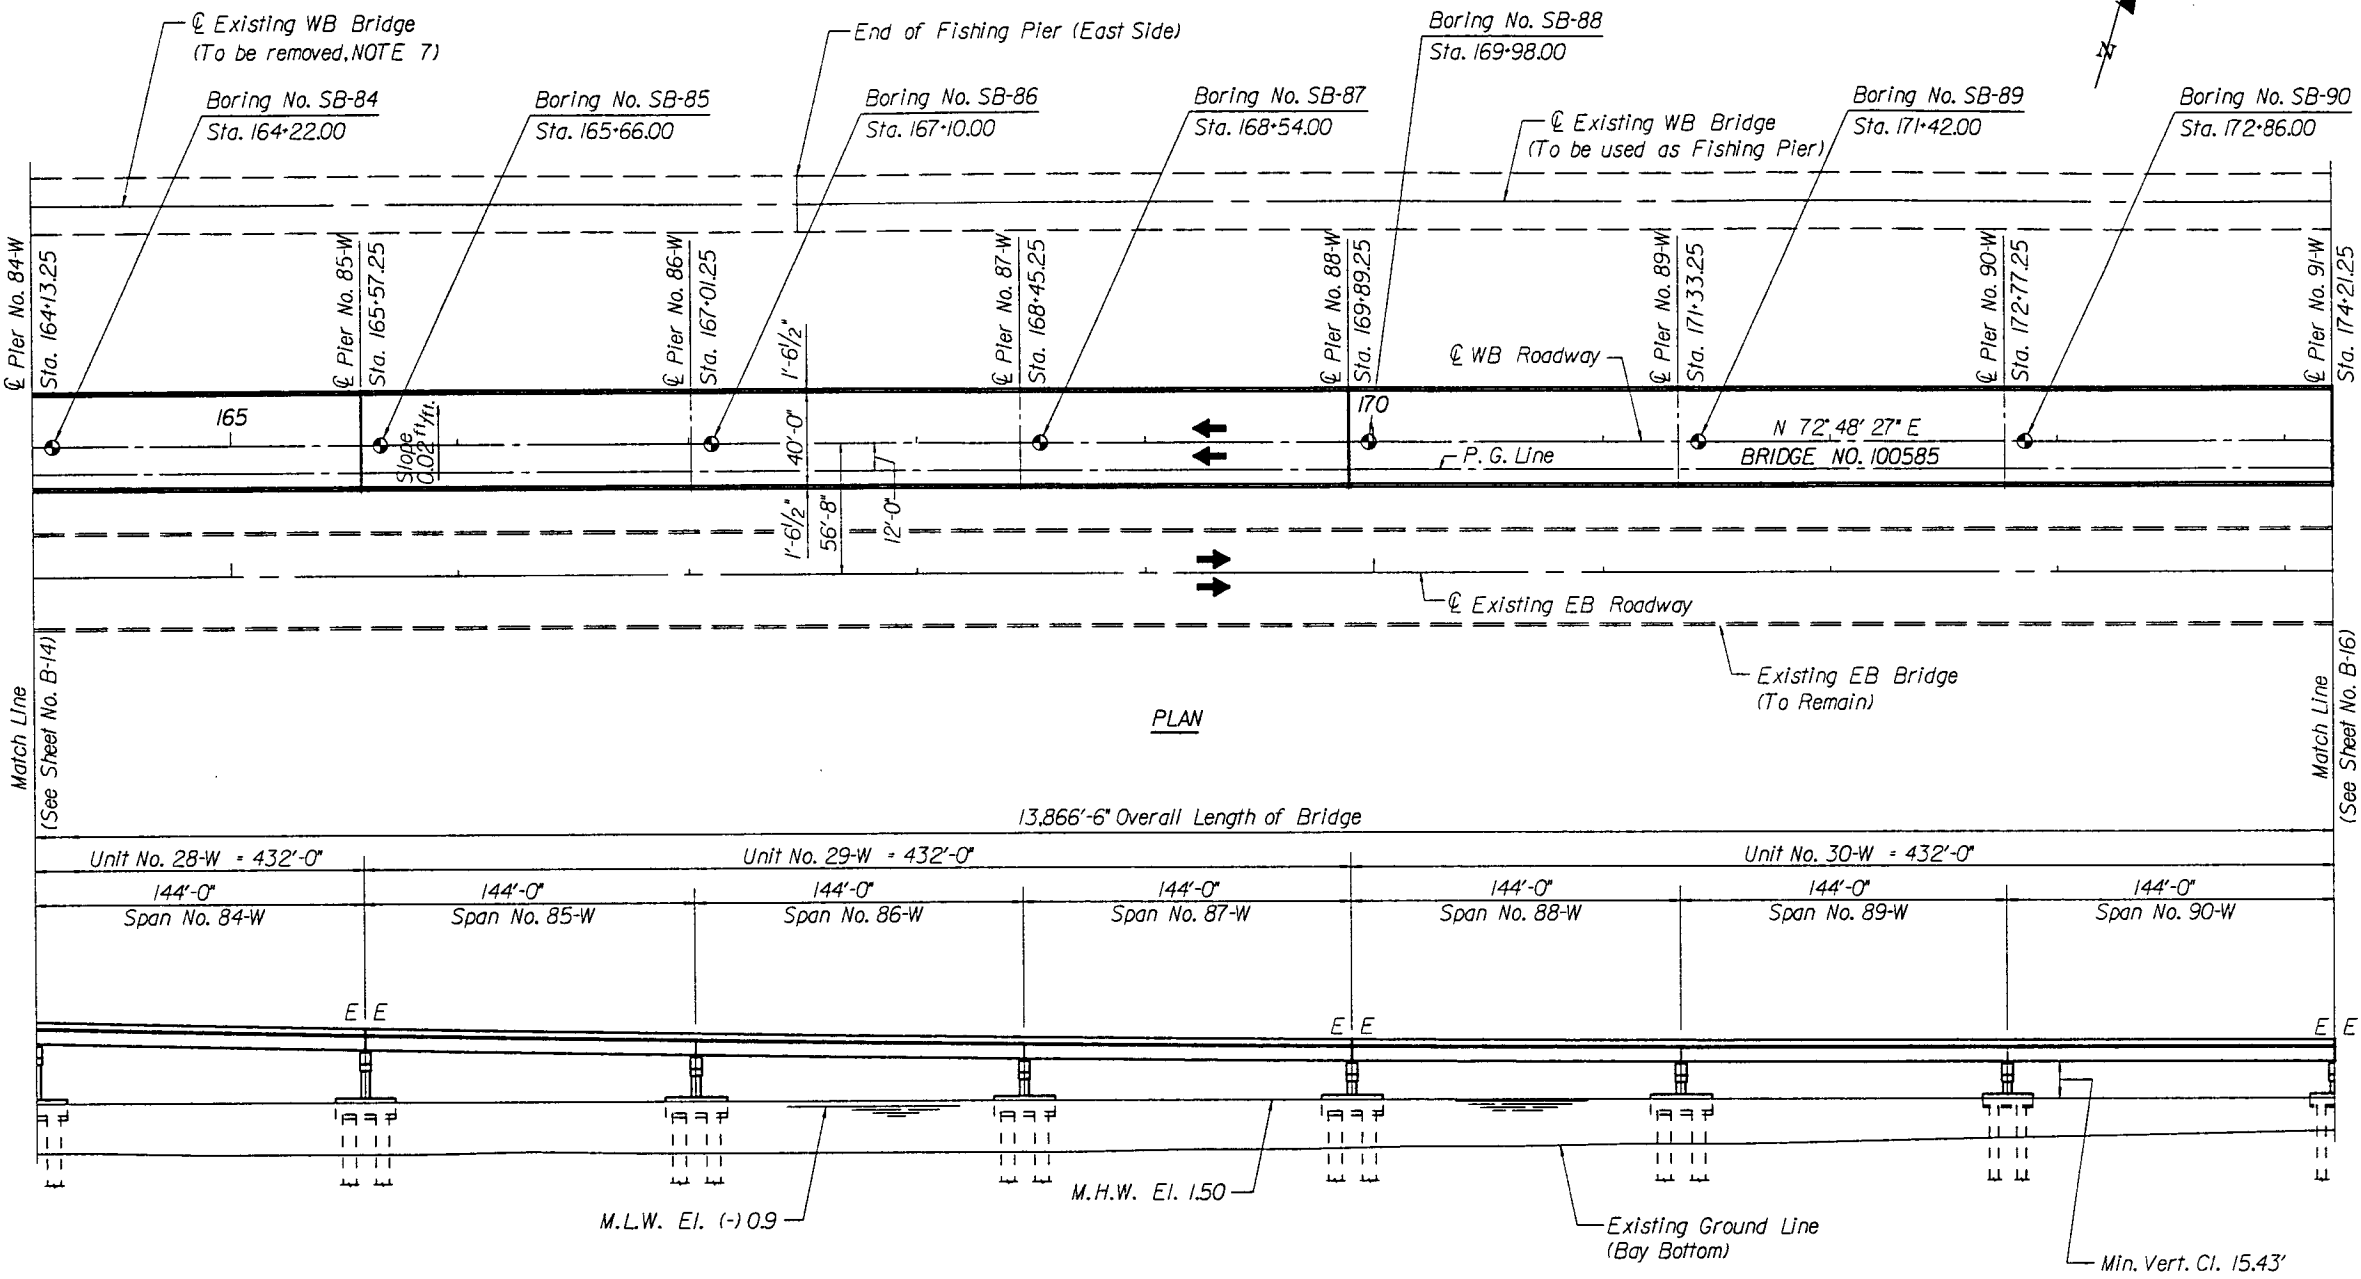 ℄ Existing WB Bridge
(To be removed, NOTE 7)
End of Fishing Pier (East Side)
Boring No. SB-88
Sta. 169+98.00
N
Boring No. SB-84
Sta. 164+22.00
Boring No. SB-85
Sta. 165+66.00
Boring No. SB-86
Sta. 167+10.00
Boring No. SB-87
Sta. 168+54.00
℄ Existing WB Bridge
(To be used as Fishing Pier)
Boring No. SB-89
Sta. 171+42.00
Boring No. SB-90
Sta. 172+86.00
℄ Pier No. 84-W
Sta. 164+13.25
℄ Pier No. 85-W
Sta. 165+57.25
℄ Pier No. 86-W
Sta. 167+01.25
℄ Pier No. 87-W
Sta. 168+45.25
℄ Pier No. 88-W
Sta. 169+89.25
℄ Pier No. 89-W
Sta. 171+33.25
℄ Pier No. 90-W
Sta. 172+77.25
℄ Pier No. 91-W
Sta. 174+21.25
165
Slope
0.02 ft/ft.
1'-6 1/2"
40'-0"
1'-6 1/2"
56'-8"
12'-0"
170
℄ WB Roadway
P. G. Line
N 72° 48' 27" E
BRIDGE NO. 100585
℄ Existing EB Roadway
Existing EB Bridge
(To Remain)
Match Line
(See Sheet No. B-14)
PLAN
Match Line
(See Sheet No. B-16)
13,866'-6" Overall Length of Bridge
Unit No. 28-W = 432'-0"
Unit No. 29-W = 432'-0"
Unit No. 30-W = 432'-0"
144'-0"
Span No. 84-W
144'-0"
Span No. 85-W
144'-0"
Span No. 86-W
144'-0"
Span No. 87-W
144'-0"
Span No. 88-W
144'-0"
Span No. 89-W
144'-0"
Span No. 90-W
E E
E E
E E
M.L.W. El. (-) 0.9
M.H.W. El. 1.50
Existing Ground Line
(Bay Bottom)
Min. Vert. Cl. 15.43'